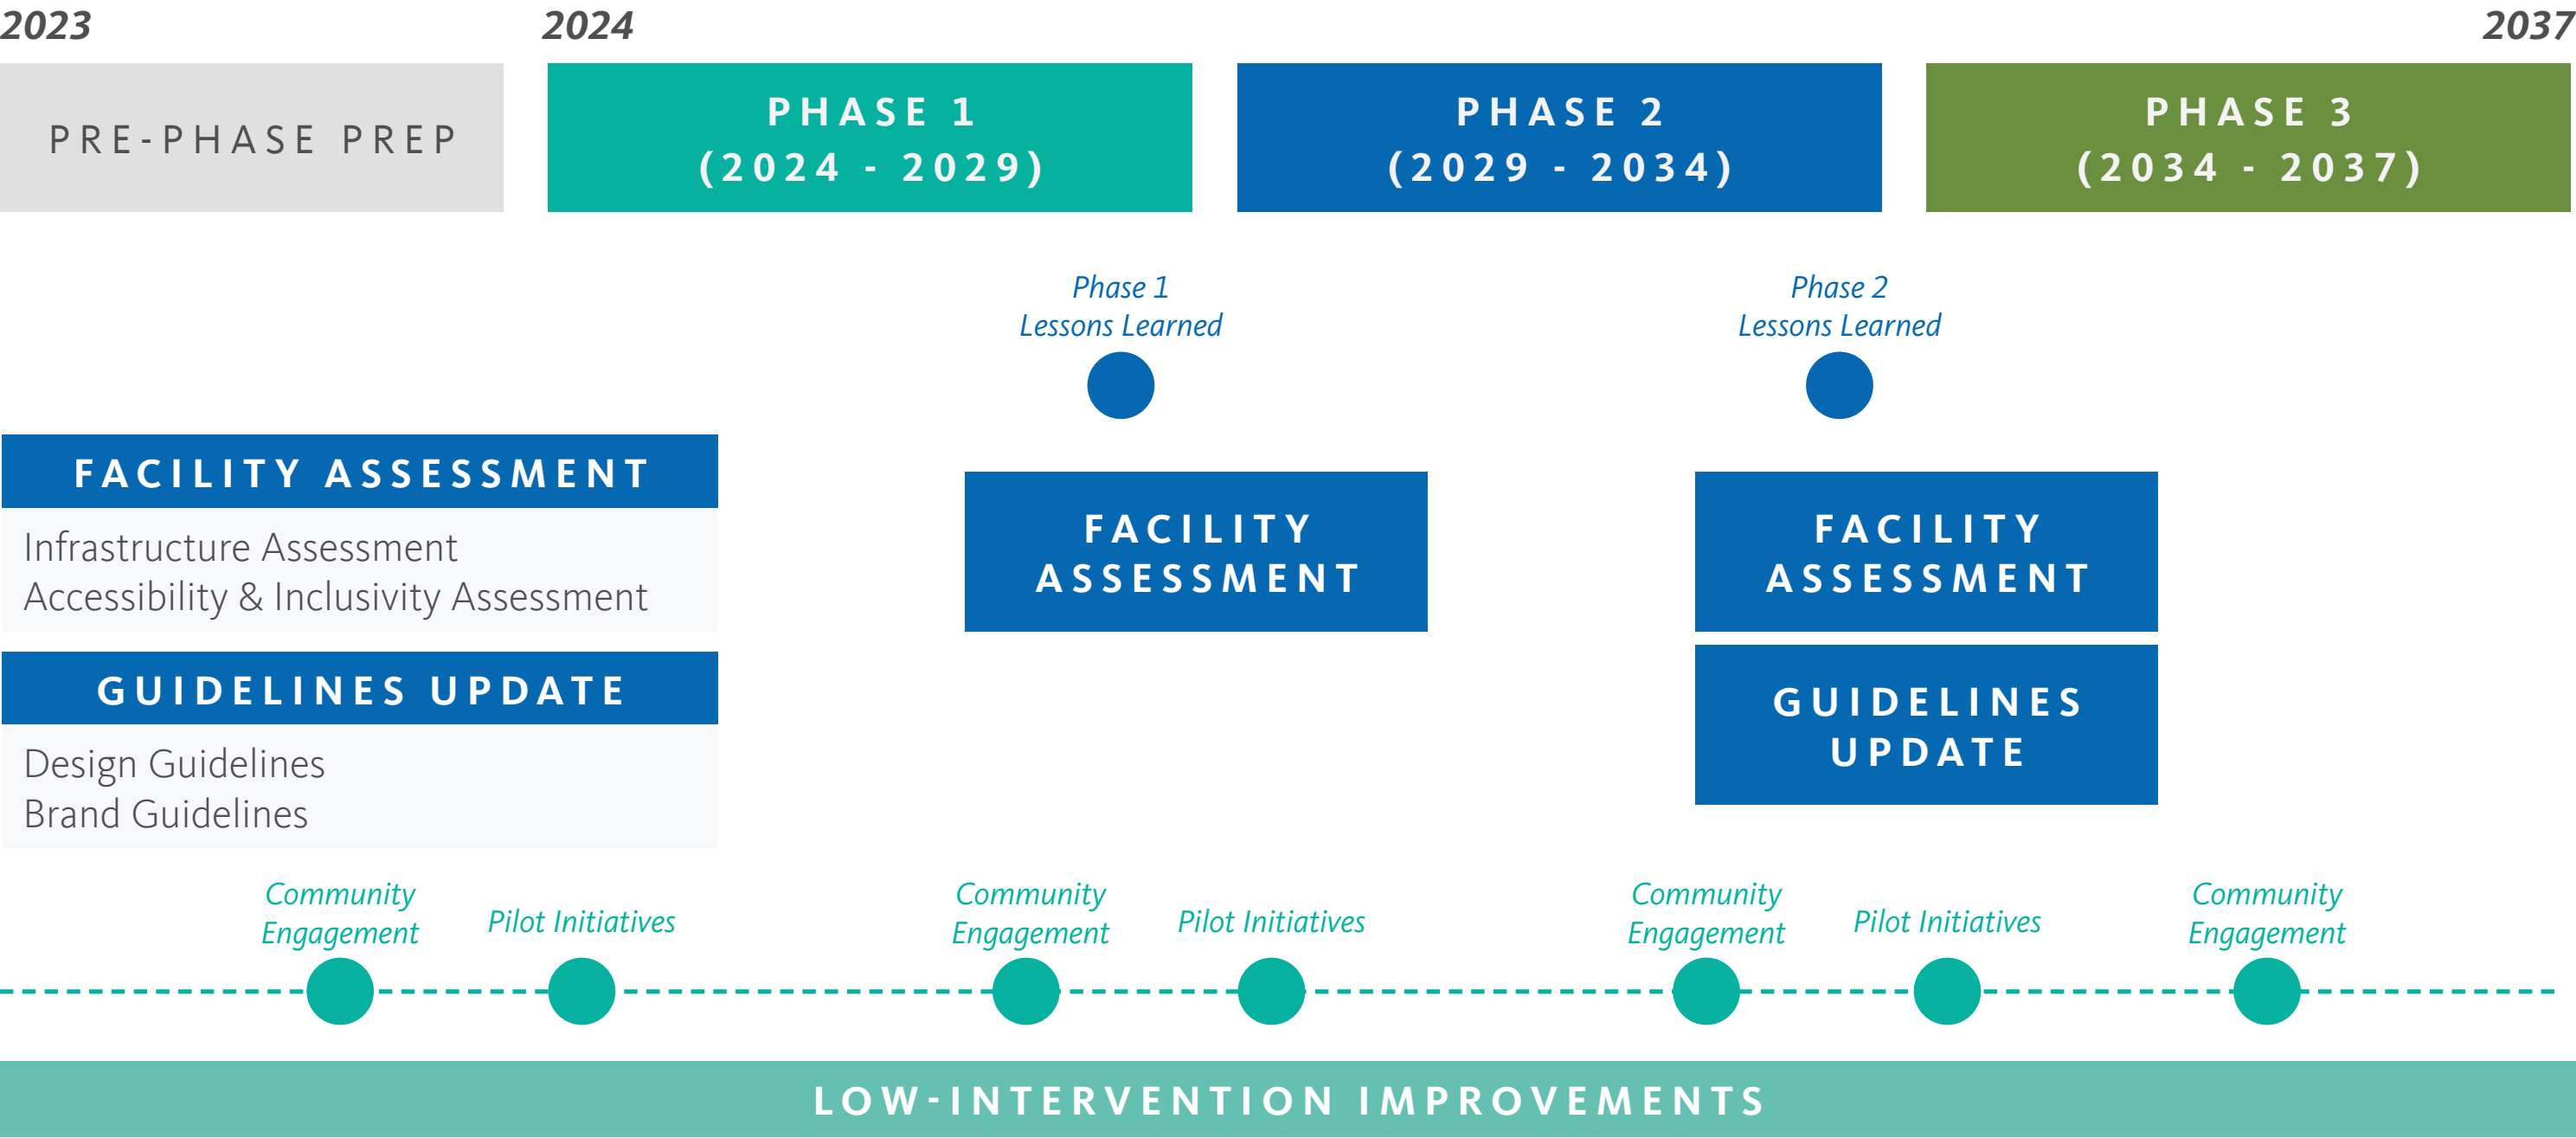 2023
2024
2037
PRE-PHASE PREP
PHASE 1
(2024 - 2029)
PHASE 2
(2029 - 2034)
PHASE 3
(2034 - 2037)
Phase 1
Lessons Learned
Phase 2
Lessons Learned
FACILITY ASSESSMENT
Infrastructure Assessment
Accessibility & Inclusivity Assessment
FACILITY
ASSESSMENT
FACILITY
ASSESSMENT
GUIDELINES UPDATE
Design Guidelines
Brand Guidelines
GUIDELINES
UPDATE
Community
Engagement
Pilot Initiatives
Community
Engagement
Pilot Initiatives
Community
Engagement
Pilot Initiatives
Community
Engagement
LOW-INTERVENTION IMPROVEMENTS